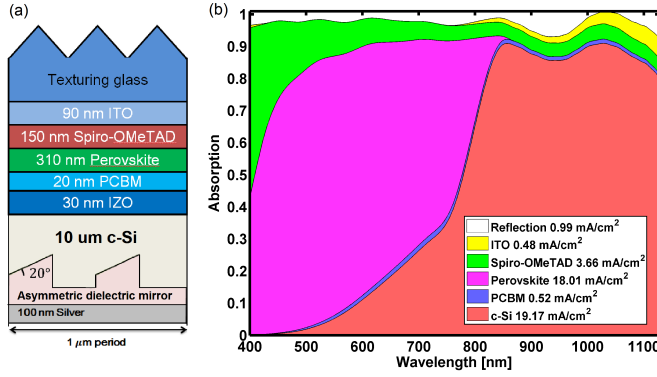 (a)
Texturing glass
90 nm ITO
150 nm Spiro-OMeTAD
310 nm Perovskite
20 nm PCBM
30 nm IZO
10 um c-Si
20°
Asymmetric dielectric mirror
100 nm Silver
1 μm period
(b)
1
0.9
0.8
0.7
0.6
0.5
0.4
0.3
0.2
0.1
0
Absorption
Reflection 0.99 mA/cm²
ITO 0.48 mA/cm²
Spiro-OMeTAD 3.66 mA/cm²
Perovskite 18.01 mA/cm²
PCBM 0.52 mA/cm²
c-Si 19.17 mA/cm²
400 500 600 700 800 900 1000
Wavelength [nm]